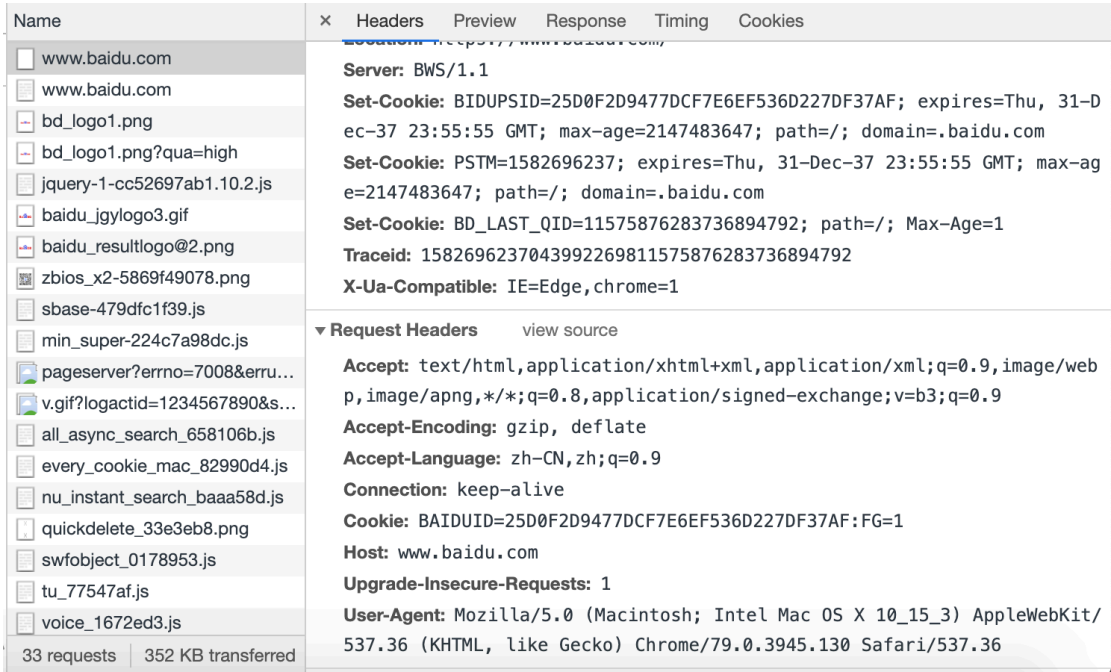 Name
× Headers Preview Response Timing Cookies
www.baidu.com
www.baidu.com
bd_logo1.png
bd_logo1.png?qua=high
jquery-1-cc52697ab1.10.2.js
baidu_jgylogo3.gif
baidu_resultlogo@2.png
zbios_x2-5869f49078.png
sbase-479dfc1f39.js
min_super-224c7a98dc.js
pageserver?errno=7008&erru...
v.gif?logactid=1234567890&s...
all_async_search_658106b.js
every_cookie_mac_82990d4.js
nu_instant_search_baaa58d.js
quickdelete_33e3eb8.png
swfobject_0178953.js
tu_77547af.js
voice_1672ed3.js
33 requests 352 KB transferred
Location: https://www.baidu.com/
Server: BWS/1.1
Set-Cookie: BIDUPSID=25D0F2D9477DCF7E6EF536D227DF37AF; expires=Thu, 31-D
ec-37 23:55:55 GMT; max-age=2147483647; path=/; domain=.baidu.com
Set-Cookie: PSTM=1582696237; expires=Thu, 31-Dec-37 23:55:55 GMT; max-ag
e=2147483647; path=/; domain=.baidu.com
Set-Cookie: BD_LAST_QID=11575876283736894792; path=/; Max-Age=1
Traceid: 1582696237043992269811575876283736894792
X-Ua-Compatible: IE=Edge,chrome=1
▼ Request Headers view source
Accept: text/html,application/xhtml+xml,application/xml;q=0.9,image/web
p,image/apng,*/*;q=0.8,application/signed-exchange;v=b3;q=0.9
Accept-Encoding: gzip, deflate
Accept-Language: zh-CN,zh;q=0.9
Connection: keep-alive
Cookie: BAIDUID=25D0F2D9477DCF7E6EF536D227DF37AF:FG=1
Host: www.baidu.com
Upgrade-Insecure-Requests: 1
User-Agent: Mozilla/5.0 (Macintosh; Intel Mac OS X 10_15_3) AppleWebKit/
537.36 (KHTML, like Gecko) Chrome/79.0.3945.130 Safari/537.36